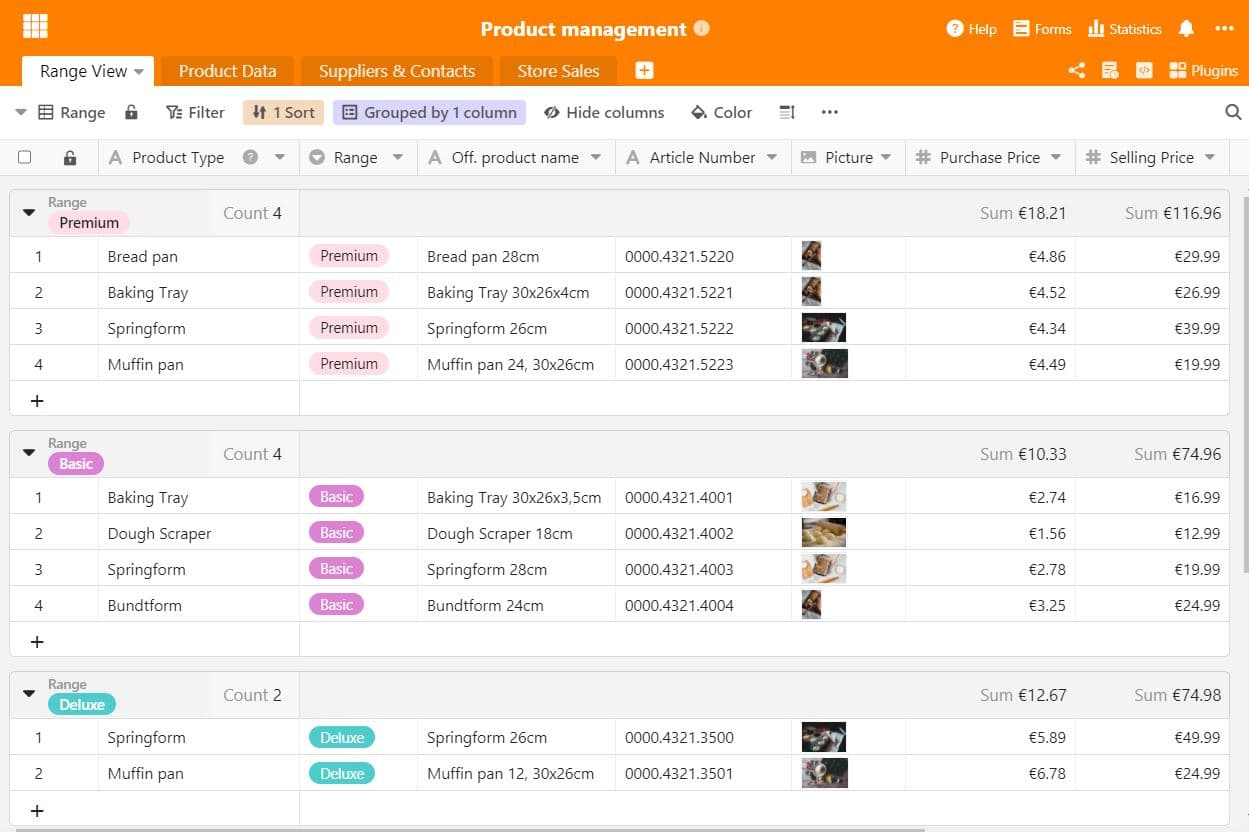 Product management
Help Forms Statistics
Range View Product Data Suppliers & Contacts Store Sales
Plugins
Range Filter 1 Sort Grouped by 1 column Hide columns Color
Product Type Range Off. product name Article Number Picture Purchase Price Selling Price
Range
Premium Count 4 Sum €18.21 Sum €116.96
1 Bread pan Premium Bread pan 28cm 0000.4321.5220 €4.86 €29.99
2 Baking Tray Premium Baking Tray 30x26x4cm 0000.4321.5221 €4.52 €26.99
3 Springform Premium Springform 26cm 0000.4321.5222 €4.34 €39.99
4 Muffin pan Premium Muffin pan 24, 30x26cm 0000.4321.5223 €4.49 €19.99
Range
Basic Count 4 Sum €10.33 Sum €74.96
1 Baking Tray Basic Baking Tray 30x26x3,5cm 0000.4321.4001 €2.74 €16.99
2 Dough Scraper Basic Dough Scraper 18cm 0000.4321.4002 €1.56 €12.99
3 Springform Basic Springform 28cm 0000.4321.4003 €2.78 €19.99
4 Bundtform Basic Bundtform 24cm 0000.4321.4004 €3.25 €24.99
Range
Deluxe Count 2 Sum €12.67 Sum €74.98
1 Springform Deluxe Springform 26cm 0000.4321.3500 €5.89 €49.99
2 Muffin pan Deluxe Muffin pan 12, 30x26cm 0000.4321.3501 €6.78 €24.99